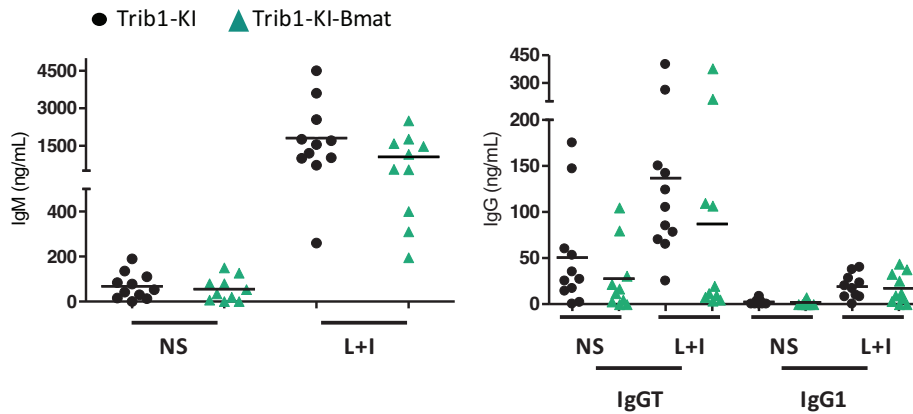 Trib1-KI Trib1-KI-Bmat
IgM (ng/mL)
4500
3000
1500
400
200
0
NS L+I
IgG (ng/mL)
450
300
200
150
100
50
0
NS L+I NS L+I
IgGT IgG1